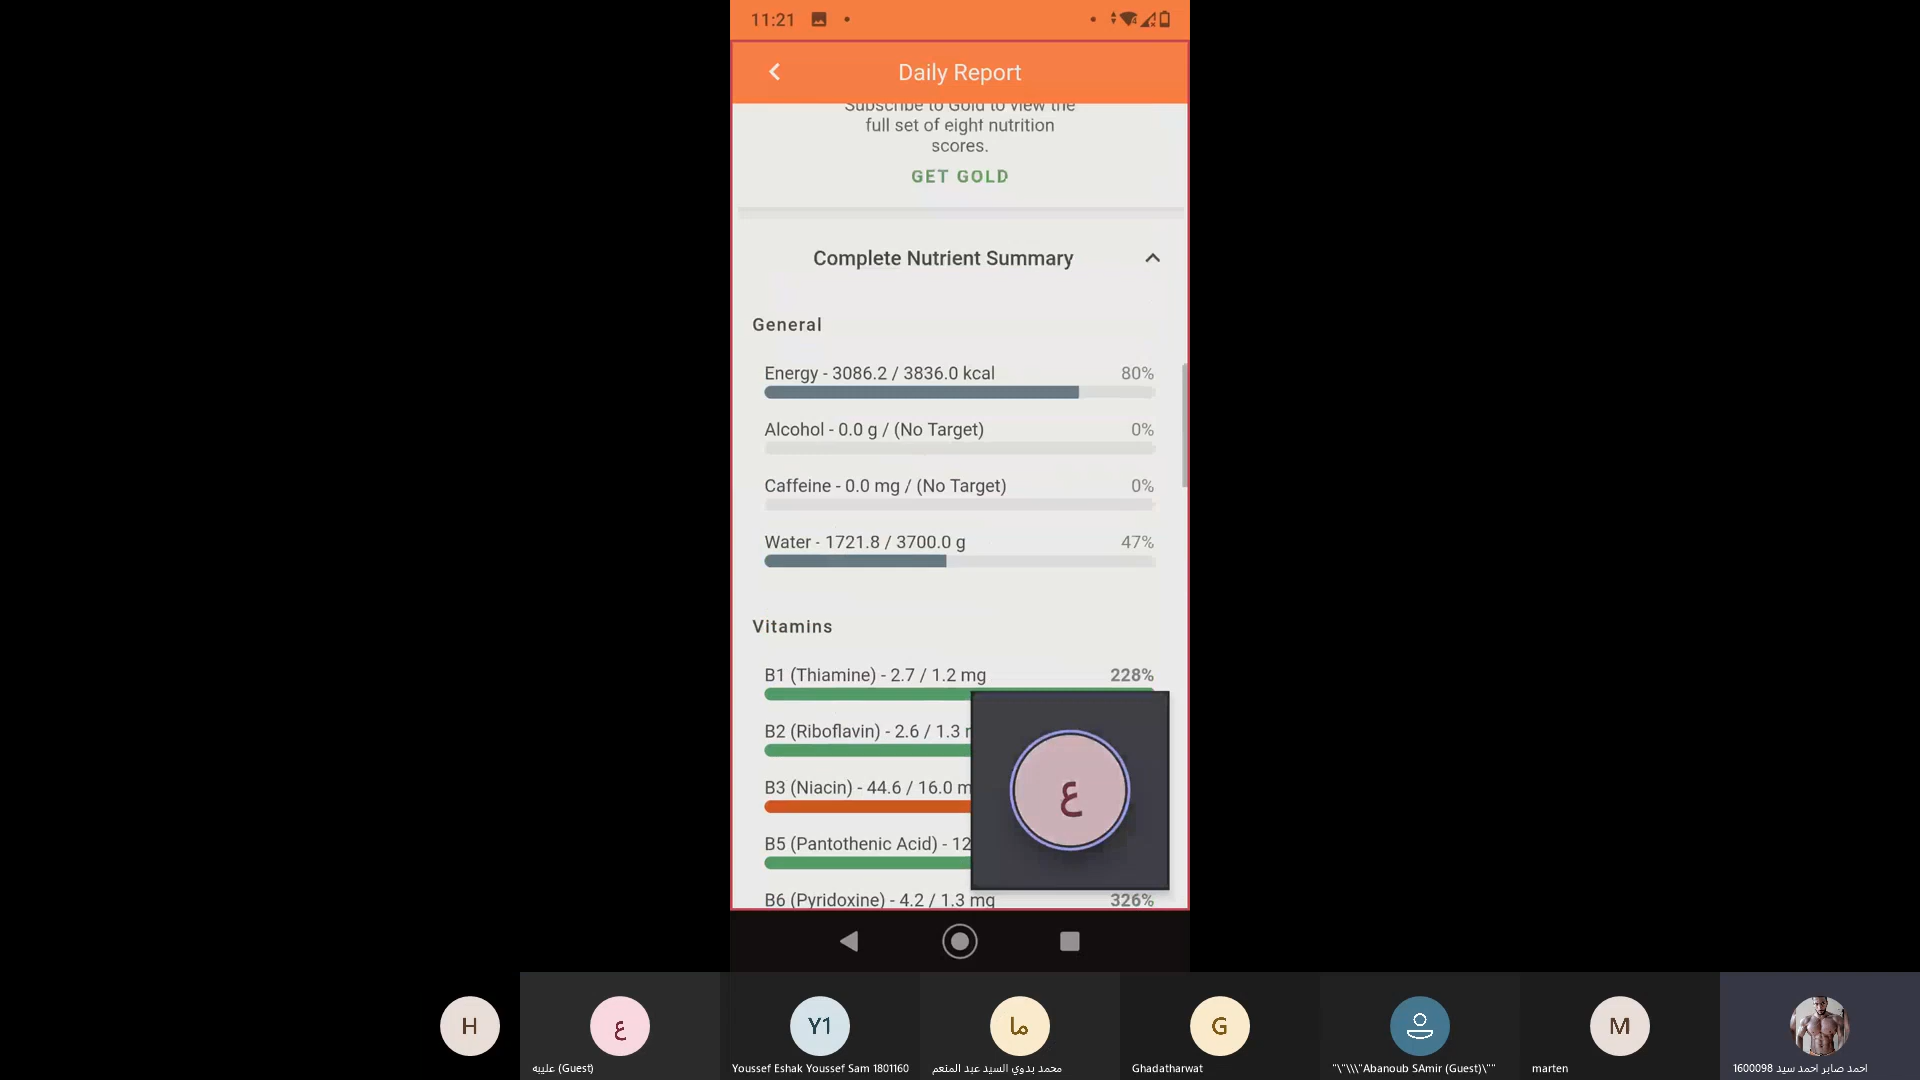 11:21
Daily Report
Subscribe to Gold to view the
full set of eight nutrition
scores.
GET GOLD
Complete Nutrient Summary
General
Energy - 3086.2 / 3836.0 kcal 80%
Alcohol - 0.0 g / (No Target) 0%
Caffeine - 0.0 mg / (No Target) 0%
Water - 1721.8 / 3700.0 g 47%
Vitamins
B1 (Thiamine) - 2.7 / 1.2 mg 228%
B2 (Riboflavin) - 2.6 / 1.3
B3 (Niacin) - 44.6 / 16.0
B5 (Pantothenic Acid) - 12
B6 (Pyridoxine) - 4.2 / 1.3 mg 326%
ع
H
ع
Y1
ما
G
M
علييه (Guest)
Youssef Eshak Youssef Sam 1801160
محمد بدوي السيد عبد المنعم
Ghadatharwat
"\"\\\"Abanoub SAmir (Guest)\""
marten
احمد صابر احمد سيد 1600098